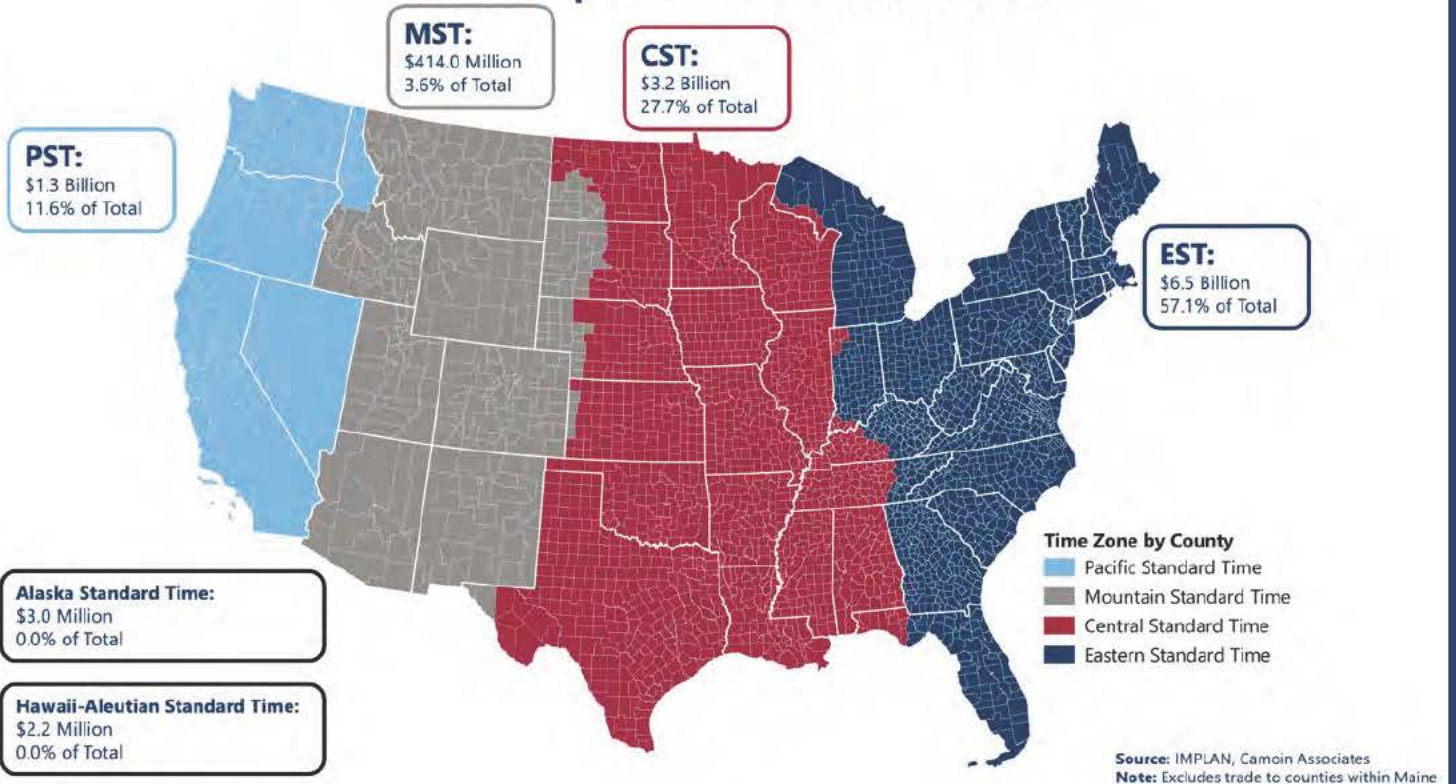 MST:
$414.0 Million
3.6% of Total
CST:
$3.2 Billion
27.7% of Total
PST:
$1.3 Billion
11.6% of Total
EST:
$6.5 Billion
57.1% of Total
Time Zone by County
Pacific Standard Time
Mountain Standard Time
Central Standard Time
Eastern Standard Time
Alaska Standard Time:
$3.0 Million
0.0% of Total
Hawaii-Aleutian Standard Time:
$2.2 Million
0.0% of Total
Source: IMPLAN, Camoin Associates
Note: Excludes trade to counties within Maine